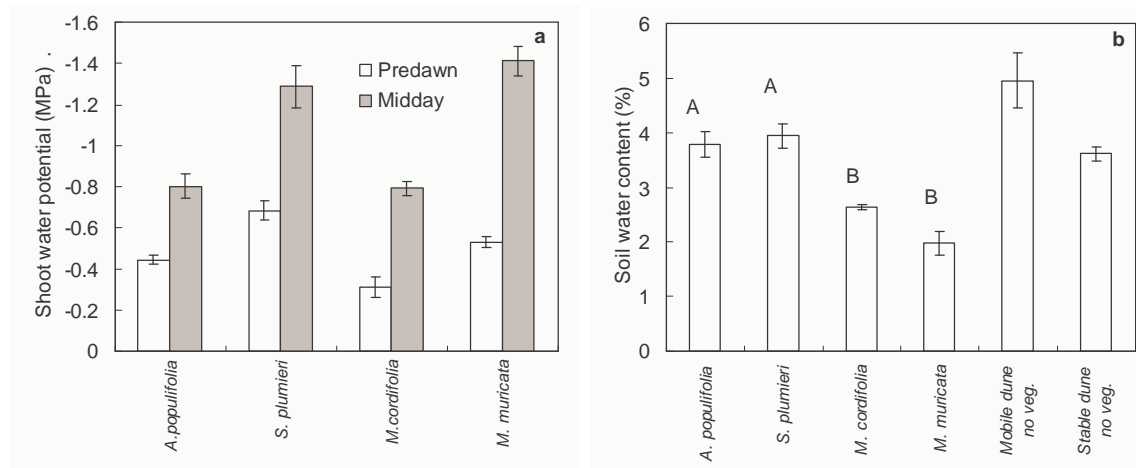 -1.6
-1.4
-1.2
-1
-0.8
-0.6
-0.4
-0.2
0
Shoot water potential (MPa) .
a
Predawn
Midday
A.populifolia
S. plumieri
M.cordifolia
M. muricata
6
5
4
3
2
1
0
Soil water content (%)
b
A
A
B
B
A. populifolia
S. plumieri
M. cordifolia
M. muricata
Mobile dune
no veg.
Stable dune
no veg.